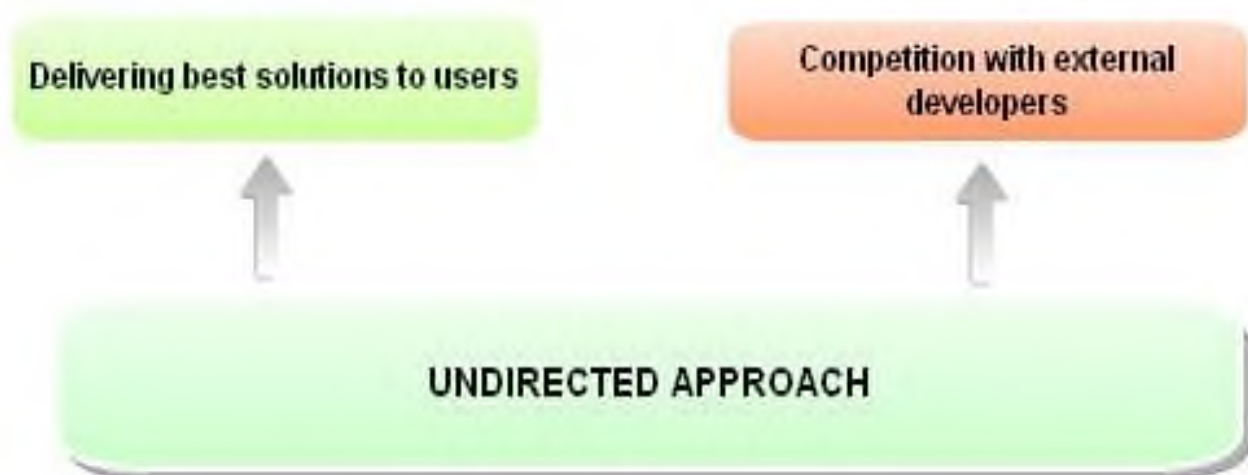 Delivering best solutions to users
Competition with external
developers
UNDIRECTED APPROACH